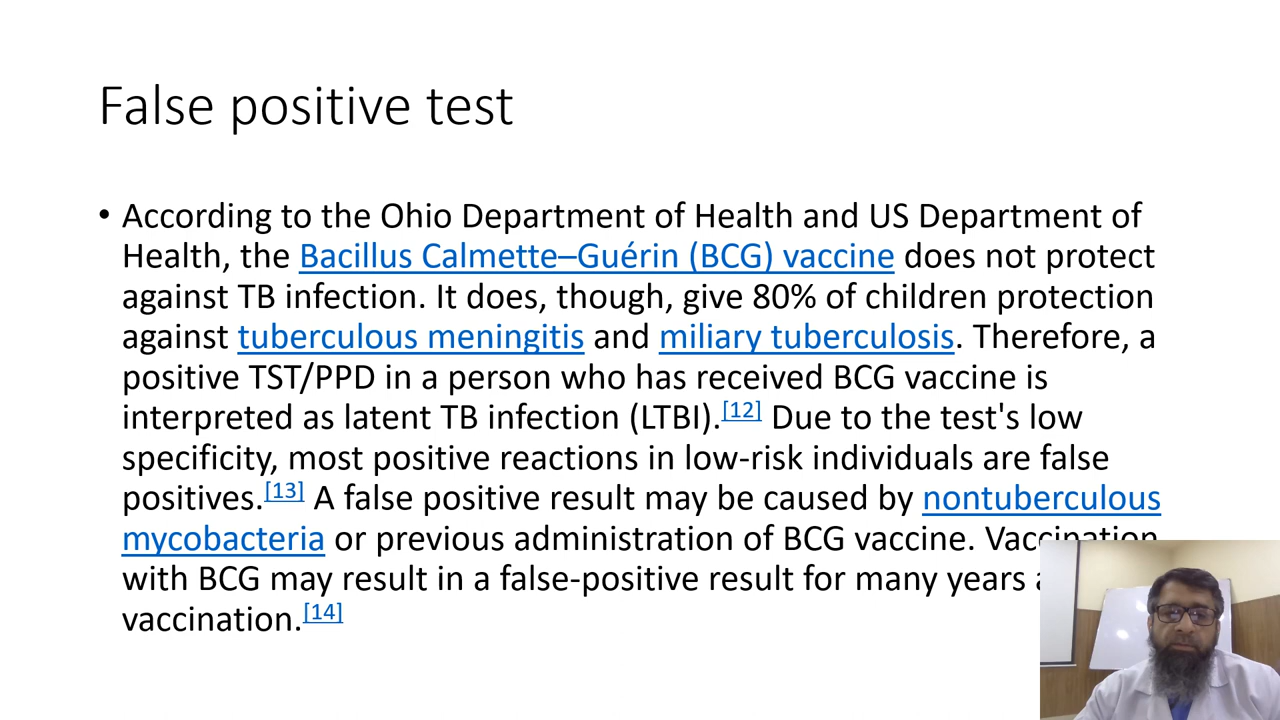 False positive test
• According to the Ohio Department of Health and US Department of
Health, the Bacillus Calmette–Guérin (BCG) vaccine does not protect
against TB infection. It does, though, give 80% of children protection
against tuberculous meningitis and miliary tuberculosis. Therefore, a
positive TST/PPD in a person who has received BCG vaccine is
interpreted as latent TB infection (LTBI).[12] Due to the test's low
specificity, most positive reactions in low-risk individuals are false
positives.[13] A false positive result may be caused by nontuberculous
mycobacteria or previous administration of BCG vaccine. Vaccination
with BCG may result in a false-positive result for many years
vaccination.[14]